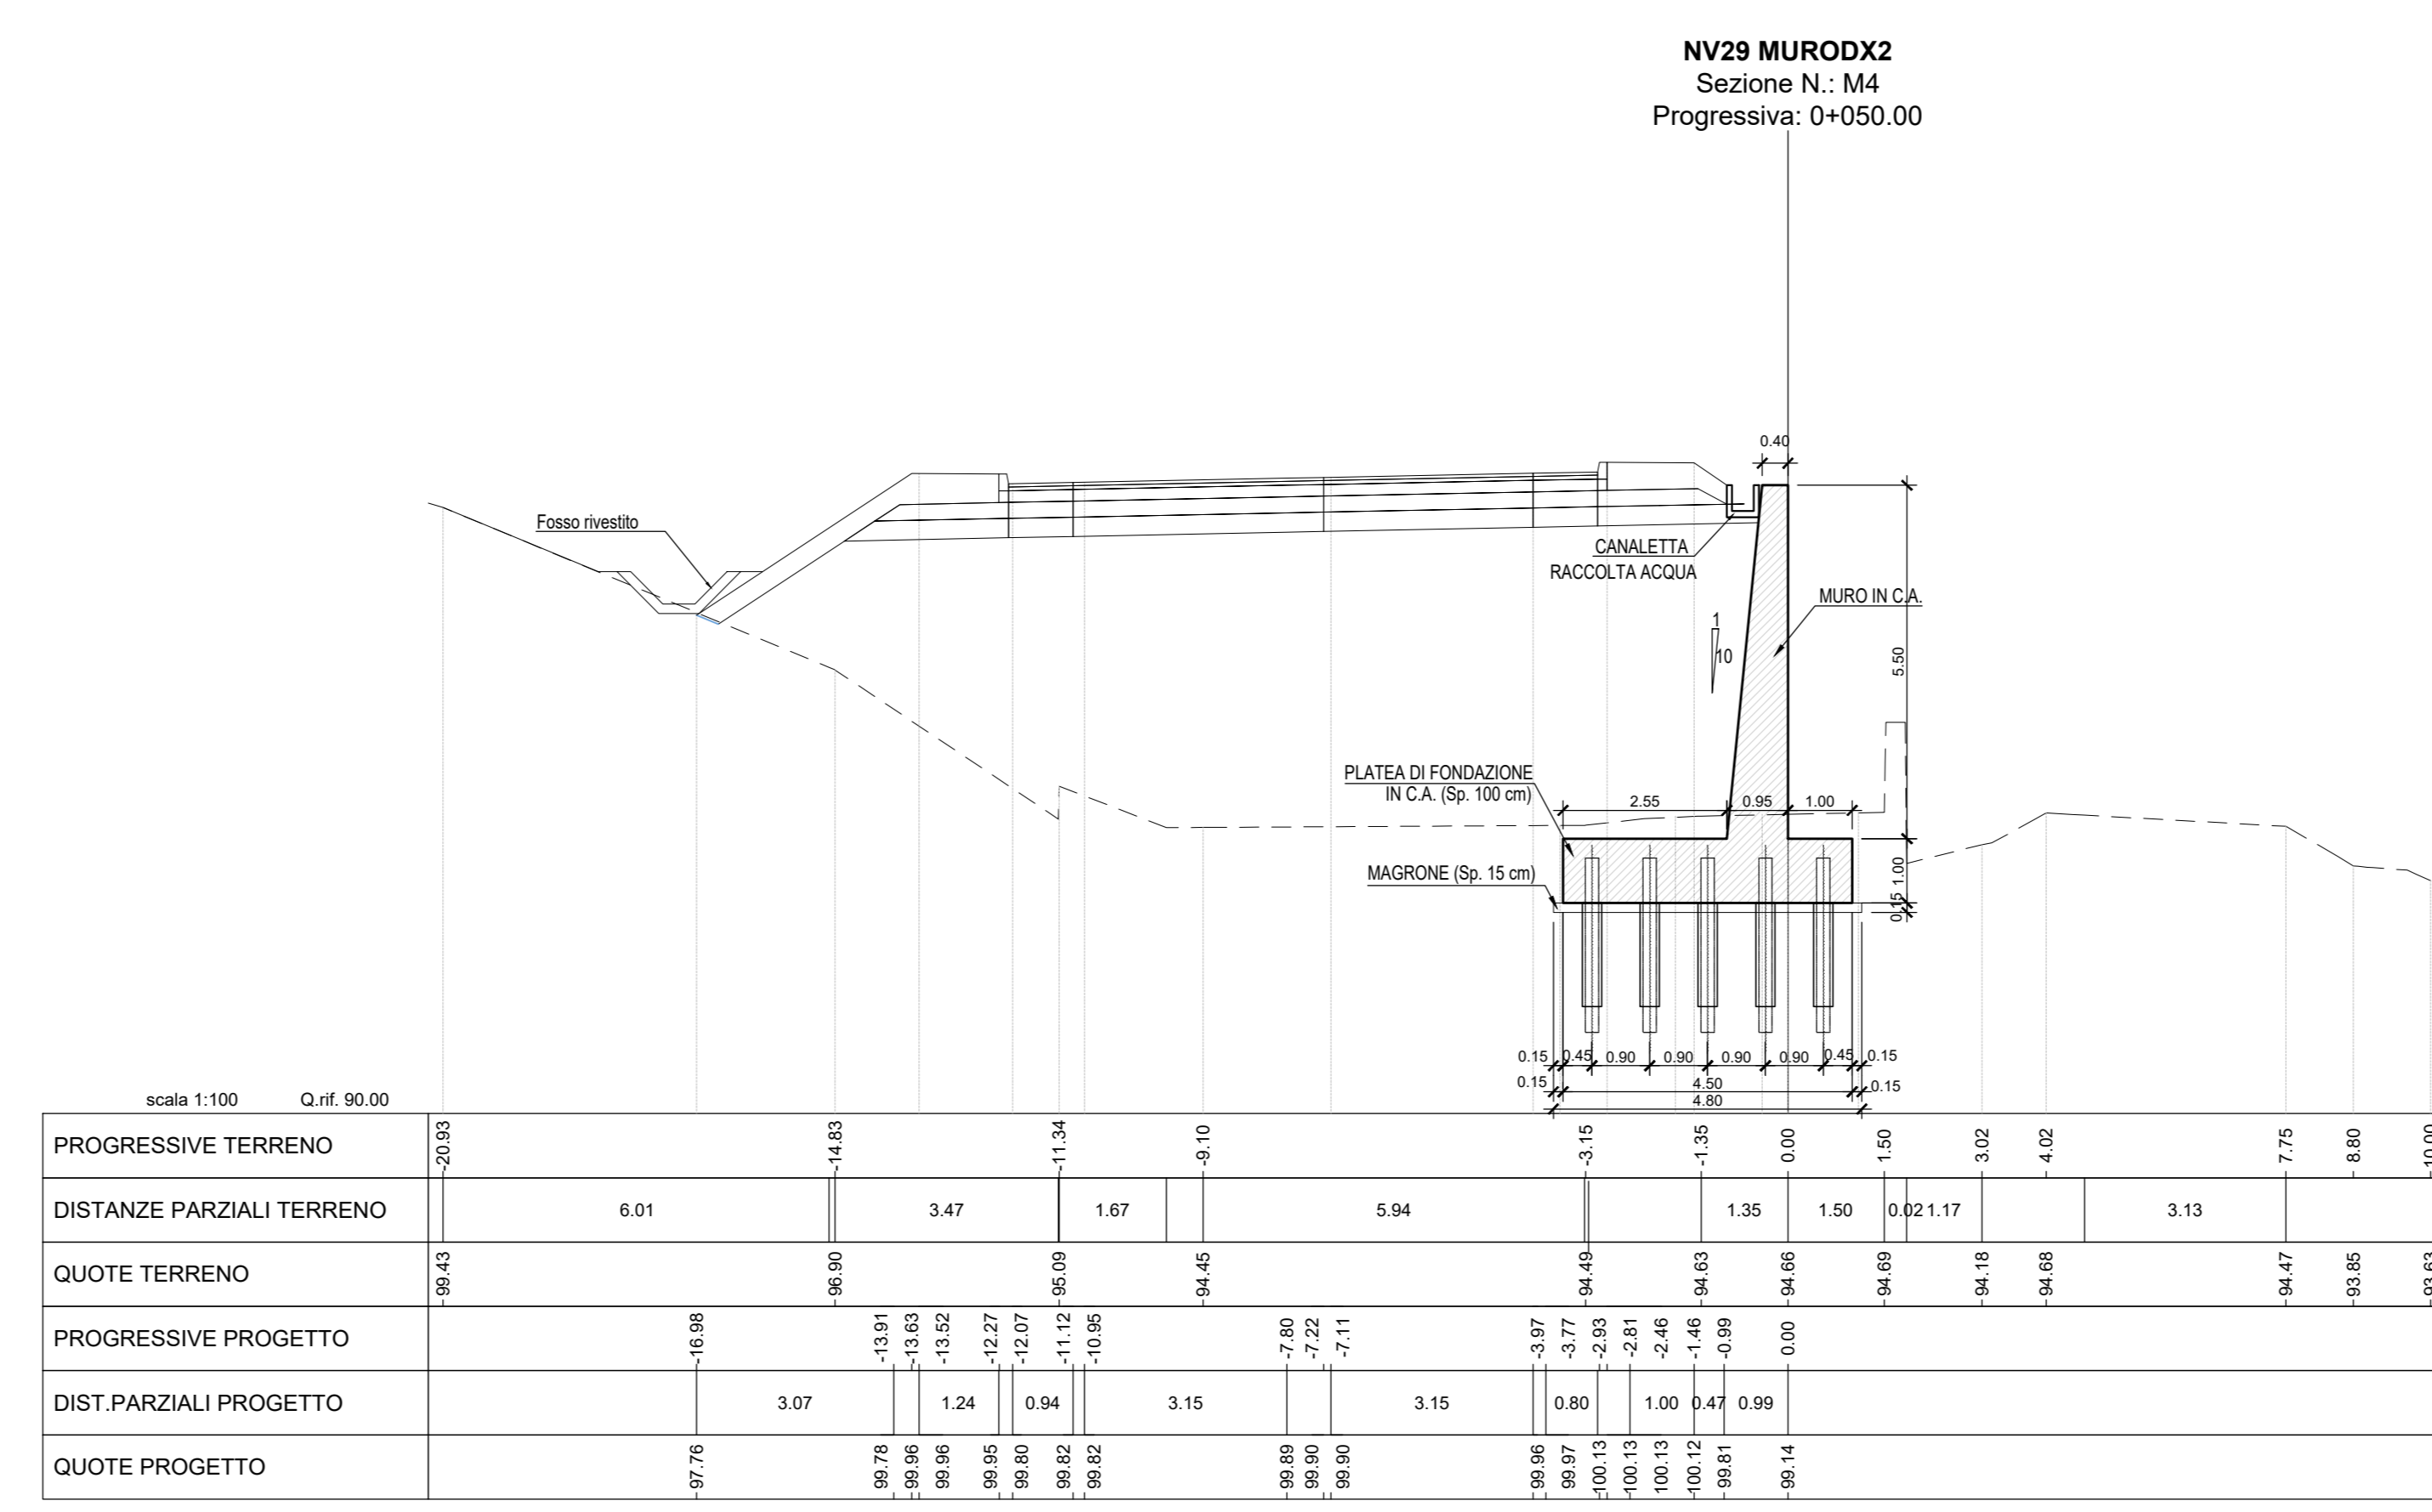 NV29 MURODX2
Sezione N.: M4
Progressiva: 0+050.00
0.40
Fosso rivestito
CANALETTA
RACCOLTA ACQUA
MURO IN C.A.
1
10
5.50
PLATEA DI FONDAZIONE
IN C.A. (Sp. 100 cm)
2.55 0.95 1.00
MAGRONE (Sp. 15 cm)
1.00
0.15
0.15 0.45 0.90 0.90 0.90 0.90 0.45 0.15
0.15 4.50 0.15
4.80
scala 1:100 Q.rif. 90.00
PROGRESSIVE TERRENO -20.93 -14.83 -11.34 -9.10 -3.15 -1.35 0.00 1.50 3.02 4.02 7.75 8.80 10.00
DISTANZE PARZIALI TERRENO 6.01 3.47 1.67 5.94 1.35 1.50 0.02 1.17 3.13
QUOTE TERRENO 99.43 96.90 95.09 94.45 94.49 94.63 94.66 94.69 94.18 94.68 94.47 93.85 93.63
PROGRESSIVE PROGETTO -16.98 -13.91 -13.63 -13.52 -12.27 -12.07 -11.12 -10.95 -7.80 -7.22 -7.11 -3.97 -3.77 -2.93 -2.81 -2.46 -1.46 -0.99 0.00
DIST.PARZIALI PROGETTO 3.07 1.24 0.94 3.15 3.15 0.80 1.00 0.47 0.99
QUOTE PROGETTO 97.76 99.78 99.96 99.96 99.95 99.80 99.82 99.82 99.89 99.90 99.90 99.96 99.97 100.13 100.13 100.13 100.12 99.81 99.14